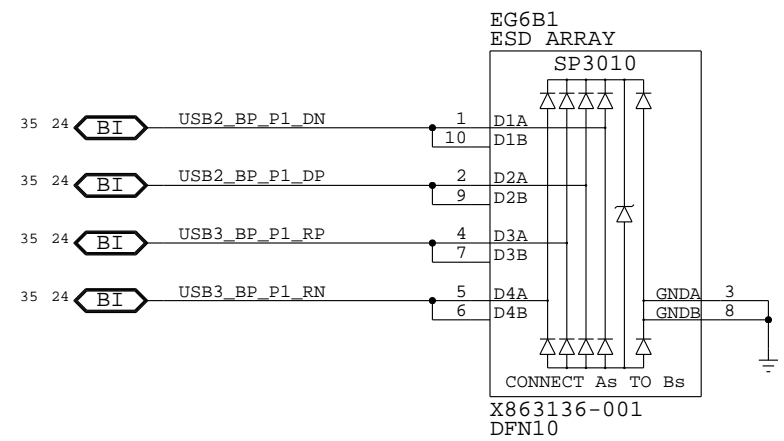 EG6B1
ESD ARRAY
SP3010
35 24 BI USB2_BP_P1_DN 1 D1A
10 D1B
35 24 BI USB2_BP_P1_DP 2 D2A
9 D2B
35 24 BI USB3_BP_P1_RP 4 D3A
7 D3B
35 24 BI USB3_BP_P1_RN 5 D4A GNDA 3
6 D4B GNDB 8
CONNECT As TO Bs
X863136-001
DFN10